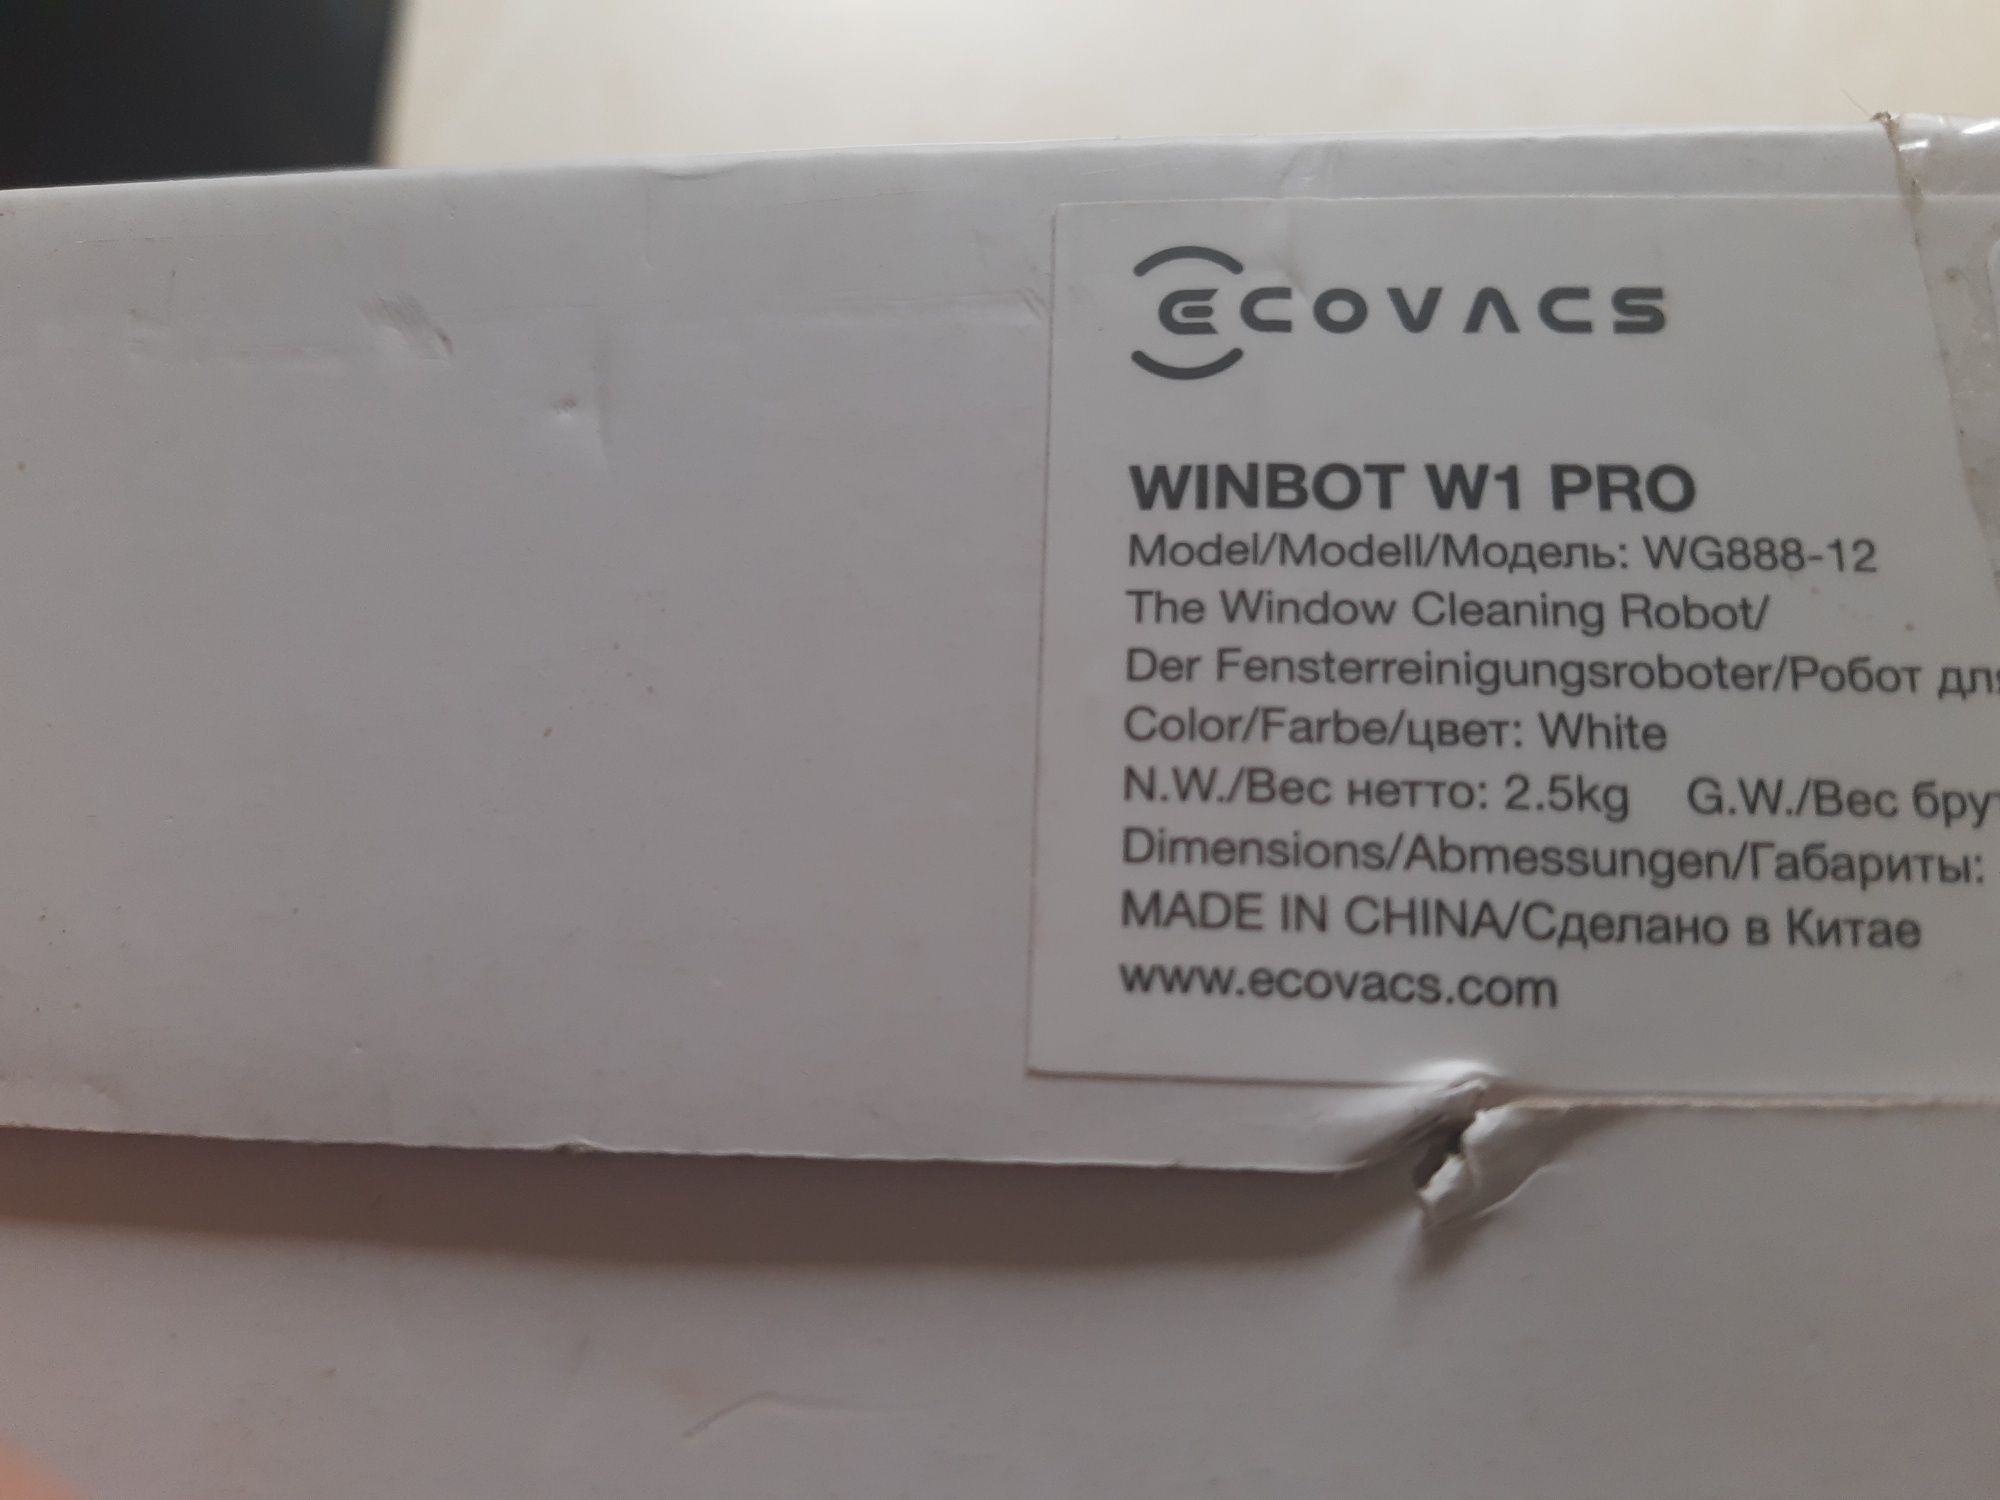 ECOVACS
WINBOT W1 PRO
Model/Modell/Модель: WG888-12
The Window Cleaning Robot/
Der Fensterreinigungsroboter/Робот для
Color/Farbe/цвет: White
N.W./Вес нетто: 2.5kg G.W./Вес
Dimensions/Abmessungen/Габариты:
MADE IN CHINA/Сделано в Китае
www.ecovacs.com